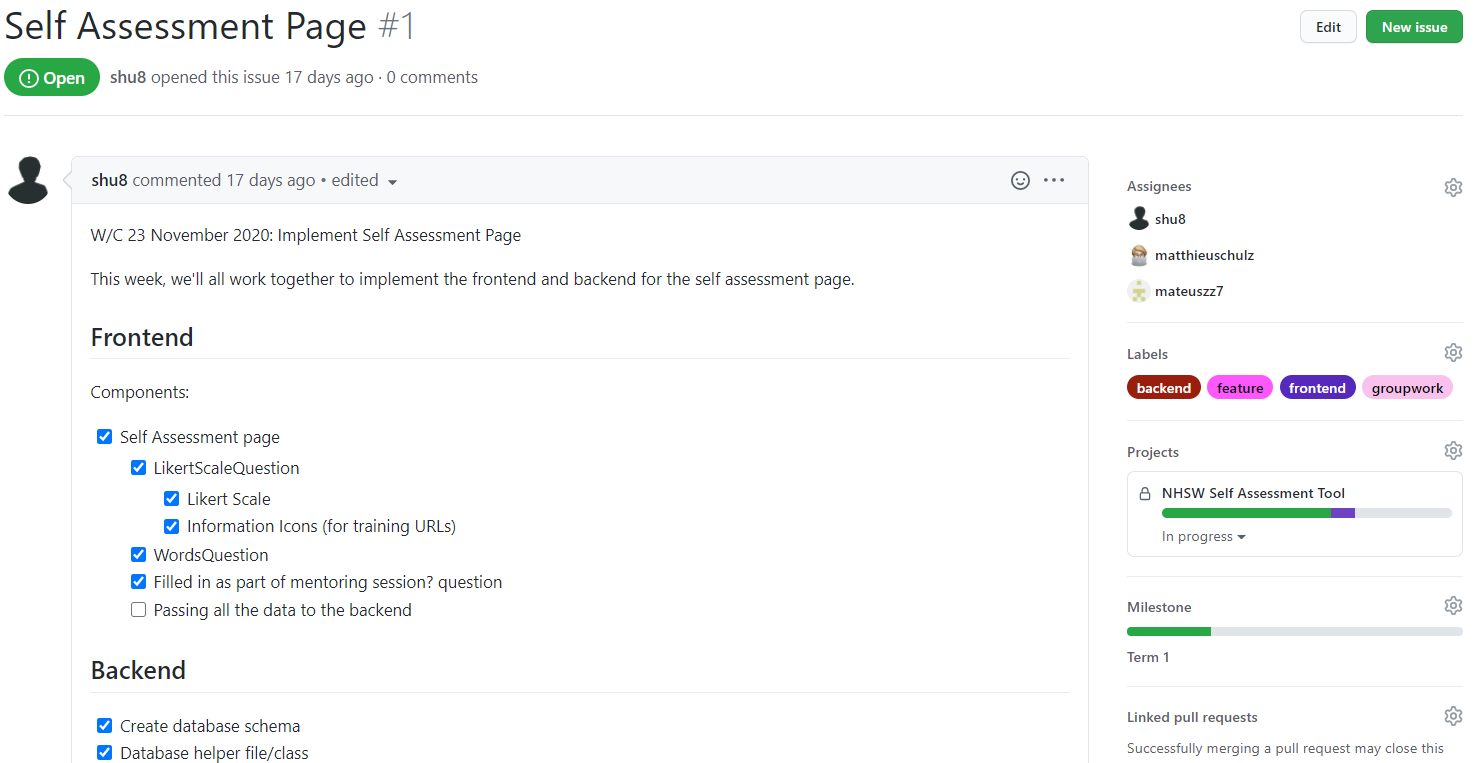 Self Assessment Page #1
Edit
New issue
Open
shu8 opened this issue 17 days ago · 0 comments
shu8 commented 17 days ago • edited
W/C 23 November 2020: Implement Self Assessment Page
This week, we'll all work together to implement the frontend and backend for the self assessment page.
Frontend
Components:
Self Assessment page
LikertScaleQuestion
Likert Scale
Information Icons (for training URLs)
WordsQuestion
Filled in as part of mentoring session? question
Passing all the data to the backend
Backend
Create database schema
Database helper file/class
Assignees
shu8
matthieuschulz
mateuszz7
Labels
backend feature frontend groupwork
Projects
NHSW Self Assessment Tool
In progress
Milestone
Term 1
Linked pull requests
Successfully merging a pull request may close this